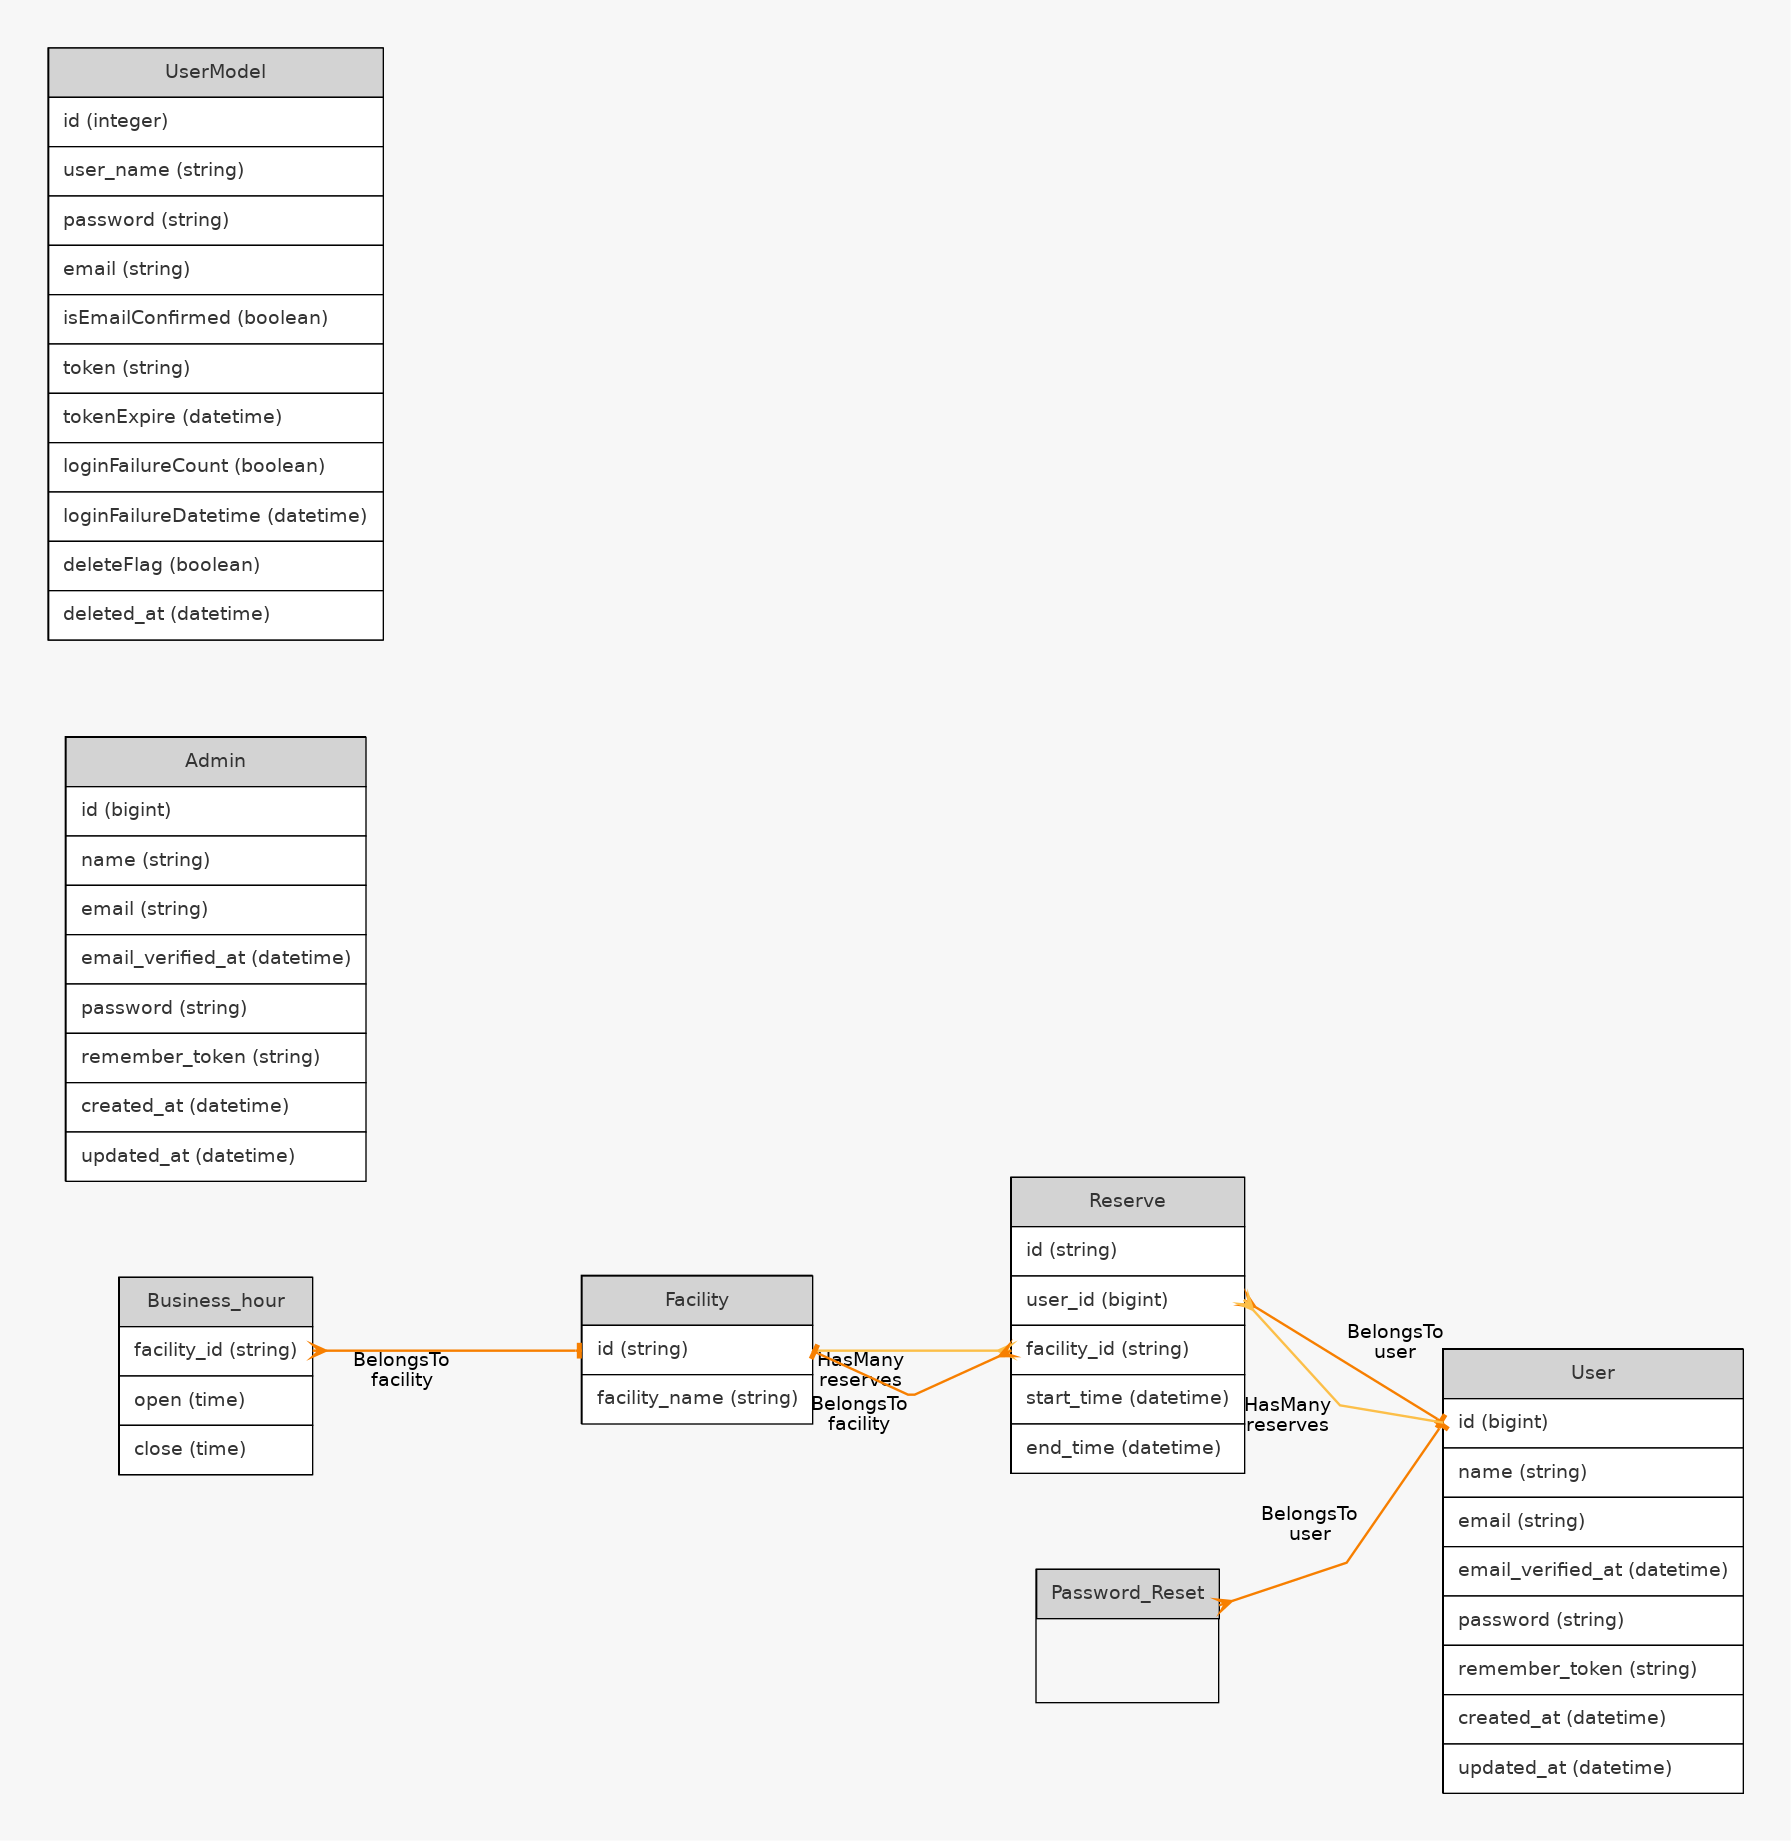 UserModel
id (integer)
user_name (string)
password (string)
email (string)
isEmailConfirmed (boolean)
token (string)
tokenExpire (datetime)
loginFailureCount (boolean)
loginFailureDatetime (datetime)
deleteFlag (boolean)
deleted_at (datetime)
Admin
id (bigint)
name (string)
email (string)
email_verified_at (datetime)
password (string)
remember_token (string)
created_at (datetime)
updated_at (datetime)
Business_hour
facility_id (string)
open (time)
close (time)
BelongsTo
facility
Facility
id (string)
facility_name (string)
HasMany
reserves
BelongsTo
facility
Reserve
id (string)
user_id (bigint)
facility_id (string)
start_time (datetime)
end_time (datetime)
BelongsTo
user
HasMany
reserves
BelongsTo
user
Password_Reset
User
id (bigint)
name (string)
email (string)
email_verified_at (datetime)
password (string)
remember_token (string)
created_at (datetime)
updated_at (datetime)